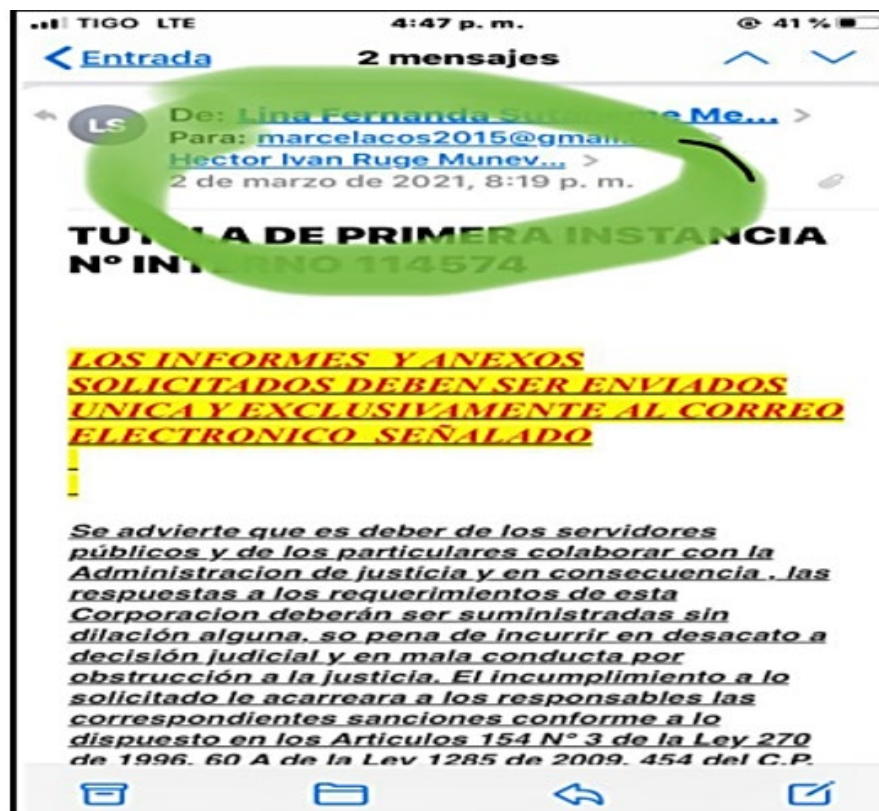 TIGO LTE 4:47 p. m. @ 41 %
Entrada 2 mensajes
LS De: Lina Fernanda Me...
Para: marcelacos2015@gmail.
Hector Ivan Ruge Munev...
2 de marzo de 2021, 8:19 p. m.
TUTELA DE PRIMERA INSTANCIA
Nº INTERNO 114574
LOS INFORMES Y ANEXOS
SOLICITADOS DEBEN SER ENVIADOS
UNICA Y EXCLUSIVAMENTE AL CORREO
ELECTRONICO SEÑALADO
Se advierte que es deber de los servidores
públicos y de los particulares colaborar con la
Administracion de justicia y en consecuencia , las
respuestas a los requerimientos de esta
Corporacion deberán ser suministradas sin
dilación alguna, so pena de incurrir en desacato a
decisión judicial y en mala conducta por
obstrucción a la justicia. El incumplimiento a lo
solicitado le acarreara a los responsables las
correspondientes sanciones conforme a lo
dispuesto en los Articulos 154 N° 3 de la Ley 270
de 1996, 60 A de la Ley 1285 de 2009, 454 del C.P.